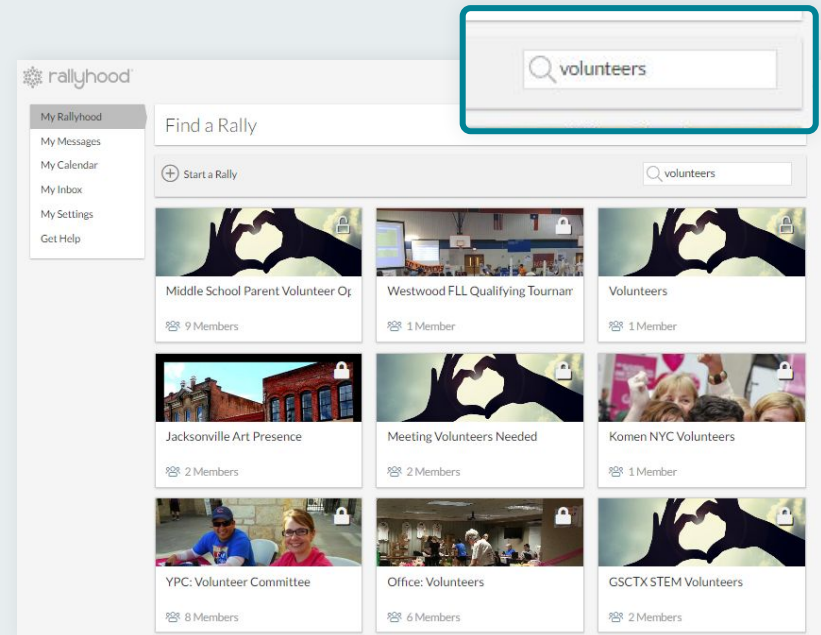 volunteers
rallyhood
My Rallyhood
My Messages
My Calendar
My Inbox
My Settings
Get Help
Find a Rally
Start a Rally
volunteers
Middle School Parent Volunteer Op
9 Members
Westwood FLL Qualifying Tournam
1 Member
Volunteers
1 Member
Jacksonville Art Presence
2 Members
Meeting Volunteers Needed
2 Members
Komen NYC Volunteers
1 Member
YPC: Volunteer Committee
8 Members
Office: Volunteers
6 Members
GSCTX STEM Volunteers
2 Members